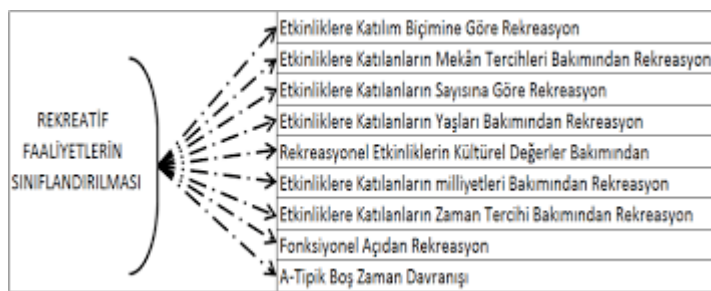 REKREATİF
FAALİYETLERİN
SINIFLANDIRILMASI
Etkinliklere Katılım Biçimine Göre Rekreasyon
Etkinliklere Katılanların Mekân Tercihleri Bakımından Rekreasyon
Etkinliklere Katılanların Sayısına Göre Rekreasyon
Etkinliklere Katılanların Yaşları Bakımından Rekreasyon
Rekreasyonel Etkinliklerin Kültürel Değerler Bakımından
Etkinliklere Katılanların milliyetleri Bakımından Rekreasyon
Etkinliklere Katılanların Zaman Tercihi Bakımından Rekreasyon
Fonksiyonel Açıdan Rekreasyon
A-Tipik Boş Zaman Davranışı